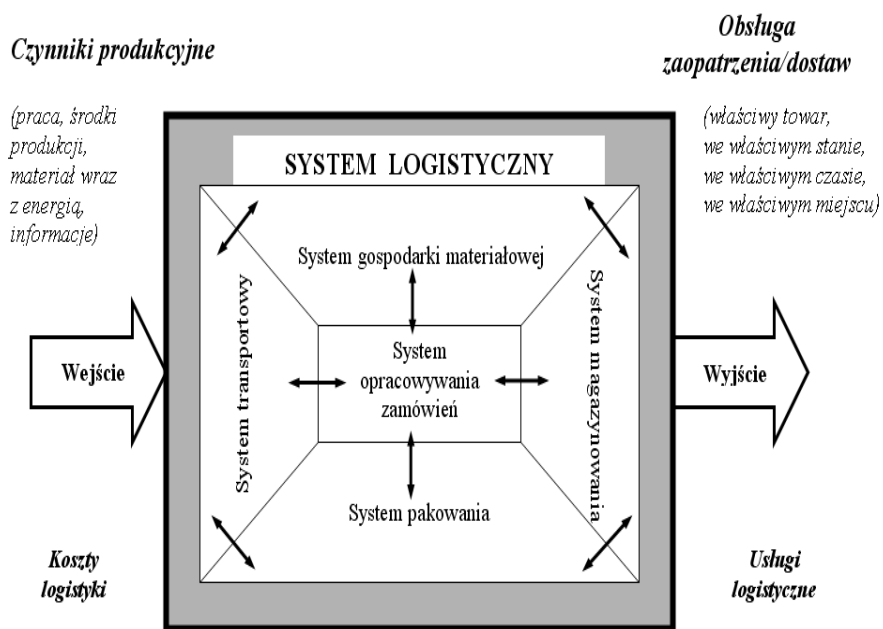 Czynniki produkcyjne
(praca, środki
produkcji,
materiał wraz
z energią,
informacje)
Obsługa
zaopatrzenia/dostaw
(właściwy towar,
we właściwym stanie,
we właściwym czasie,
we właściwym miejscu)
SYSTEM LOGISTYCZNY
System gospodarki materiałowej
System transportowy
System
opracowywania
zamówień
System magazynowania
System pakowania
Wejście
Wyjście
Koszty
logistyki
Usługi
logistyczne